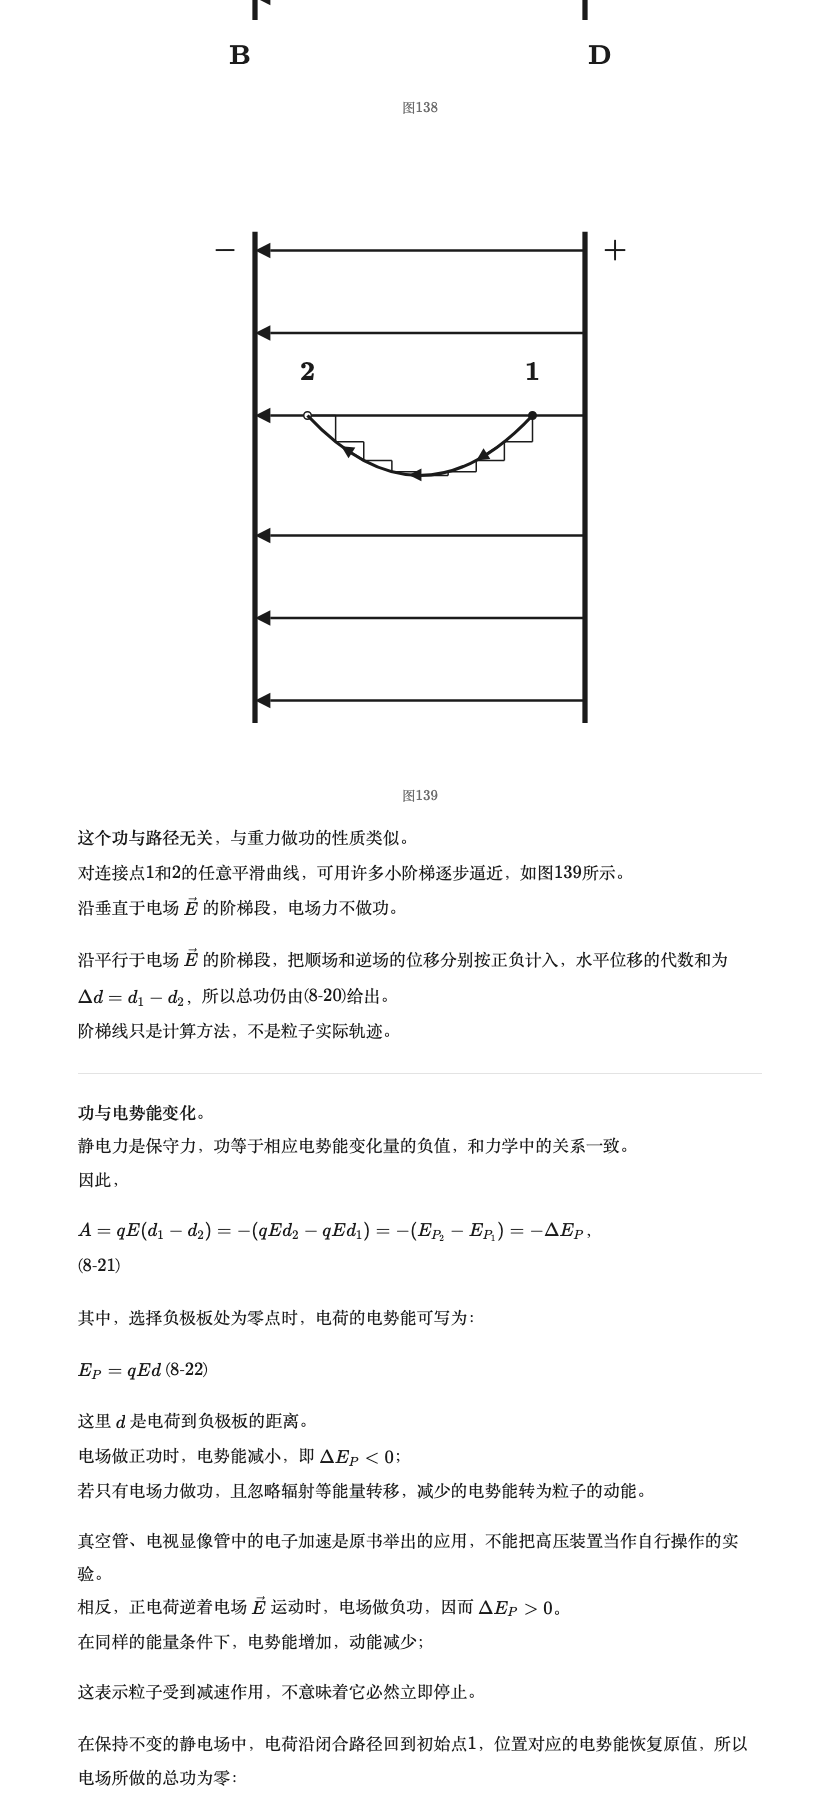 B D
图138
− +
2 1
图139
这个功与路径无关，与重力做功的性质类似。
对连接点1和2的任意平滑曲线，可用许多小阶梯逐步逼近，如图139所示。
沿垂直于电场 $\vec{E}$ 的阶梯段，电场力不做功。
沿平行于电场 $\vec{E}$ 的阶梯段，把顺场和逆场的位移分别按正负计入，水平位移的代数和为
$\Delta d = d_1 - d_2$，所以总功仍由(8-20)给出。
阶梯线只是计算方法，不是粒子实际轨迹。
功与电势能变化。
静电力是保守力，功等于相应电势能变化量的负值，和力学中的关系一致。
因此，
$A = qE(d_1 - d_2) = -(qEd_2 - qEd_1) = -(E_{P_2} - E_{P_1}) = -\Delta E_P$，
(8-21)
其中，选择负极板处为零点时，电荷的电势能可写为：
$E_P = qEd$ (8-22)
这里 $d$ 是电荷到负极板的距离。
电场做正功时，电势能减小，即 $\Delta E_P < 0$；
若只有电场力做功，且忽略辐射等能量转移，减少的电势能转为粒子的动能。
真空管、电视显像管中的电子加速是原书举出的应用，不能把高压装置当作自行操作的实
验。
相反，正电荷逆着电场 $\vec{E}$ 运动时，电场做负功，因而 $\Delta E_P > 0$。
在同样的能量条件下，电势能增加，动能减少；
这表示粒子受到减速作用，不意味着它必然立即停止。
在保持不变的静电场中，电荷沿闭合路径回到初始点1，位置对应的电势能恢复原值，所以
电场所做的总功为零：